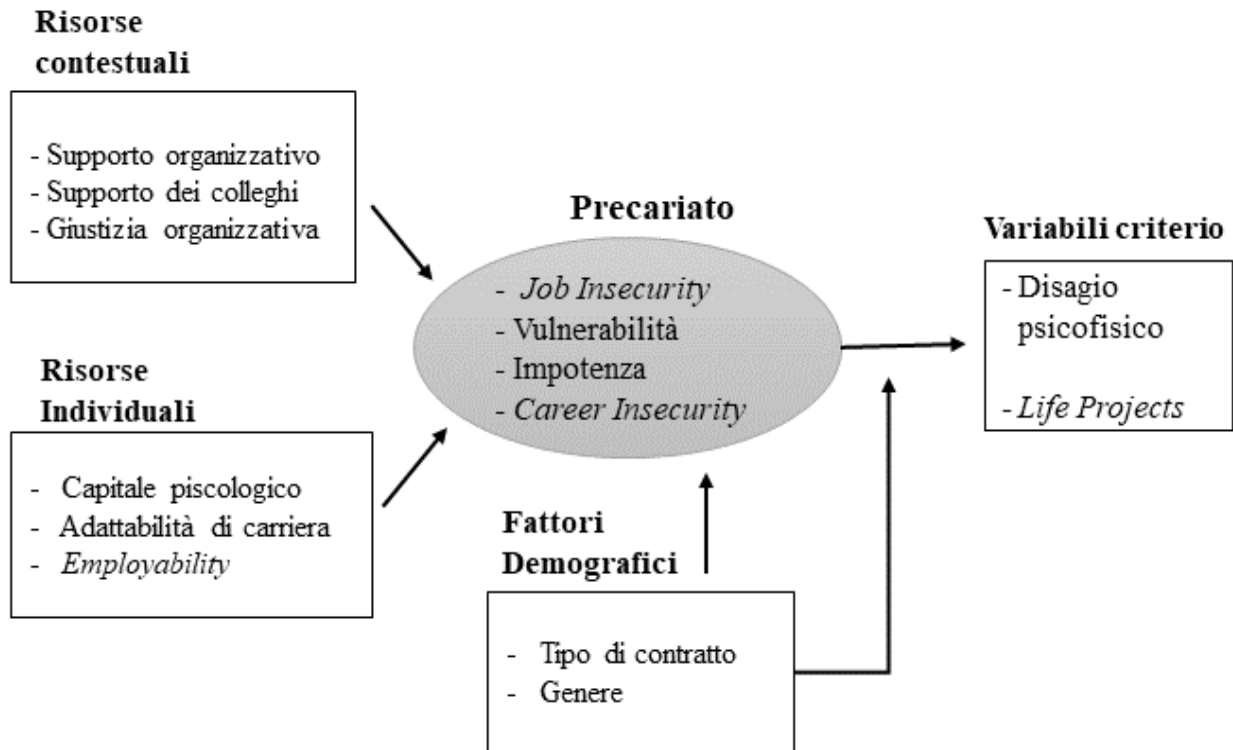 Risorse
contestuali
- Supporto organizzativo
- Supporto dei colleghi
- Giustizia organizzativa
Risorse
Individuali
- Capitale piscologico
- Adattabilità di carriera
- Employability
Precariato
- Job Insecurity
- Vulnerabilità
- Impotenza
- Career Insecurity
Fattori
Demografici
- Tipo di contratto
- Genere
Variabili criterio
- Disagio
psicofisico
- Life Projects